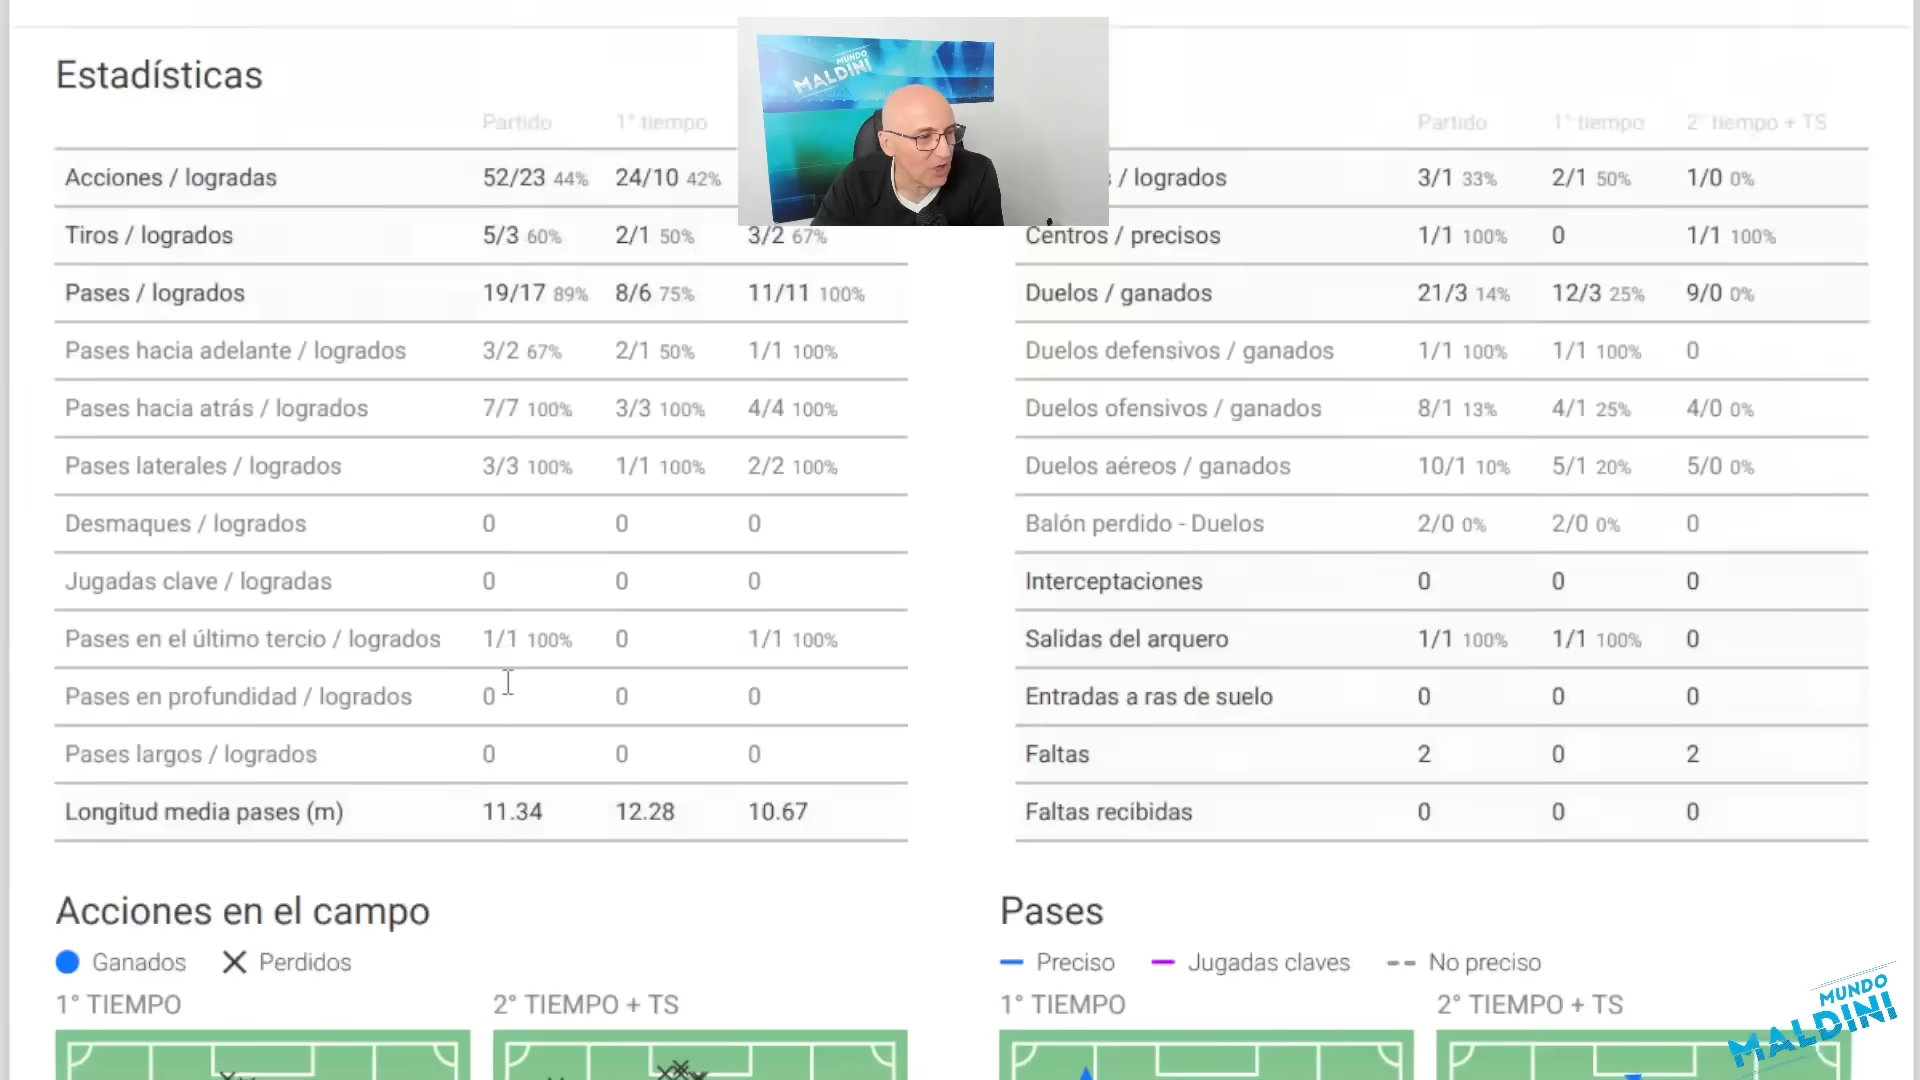 MUNDO
MALDINI
Estadísticas
Partido 1° tiempo
Acciones / logradas 52/23 44% 24/10 42%
Tiros / logrados 5/3 60% 2/1 50% 3/2 67%
Pases / logrados 19/17 89% 8/6 75% 11/11 100%
Pases hacia adelante / logrados 3/2 67% 2/1 50% 1/1 100%
Pases hacia atrás / logrados 7/7 100% 3/3 100% 4/4 100%
Pases laterales / logrados 3/3 100% 1/1 100% 2/2 100%
Desmaques / logrados 0 0 0
Jugadas clave / logradas 0 0 0
Pases en el último tercio / logrados 1/1 100% 0 1/1 100%
Pases en profundidad / logrados 0 0 0
Pases largos / logrados 0 0 0
Longitud media pases (m) 11.34 12.28 10.67
Partido 1° tiempo 2° tiempo + TS
/ logrados 3/1 33% 2/1 50% 1/0 0%
Centros / precisos 1/1 100% 0 1/1 100%
Duelos / ganados 21/3 14% 12/3 25% 9/0 0%
Duelos defensivos / ganados 1/1 100% 1/1 100% 0
Duelos ofensivos / ganados 8/1 13% 4/1 25% 4/0 0%
Duelos aéreos / ganados 10/1 10% 5/1 20% 5/0 0%
Balón perdido - Duelos 2/0 0% 2/0 0% 0
Interceptaciones 0 0 0
Salidas del arquero 1/1 100% 1/1 100% 0
Entradas a ras de suelo 0 0 0
Faltas 2 0 2
Faltas recibidas 0 0 0
Acciones en el campo
Ganados Perdidos
1° TIEMPO 2° TIEMPO + TS
Pases
Preciso Jugadas claves No preciso
1° TIEMPO 2° TIEMPO + TS
MUNDO
MALDINI